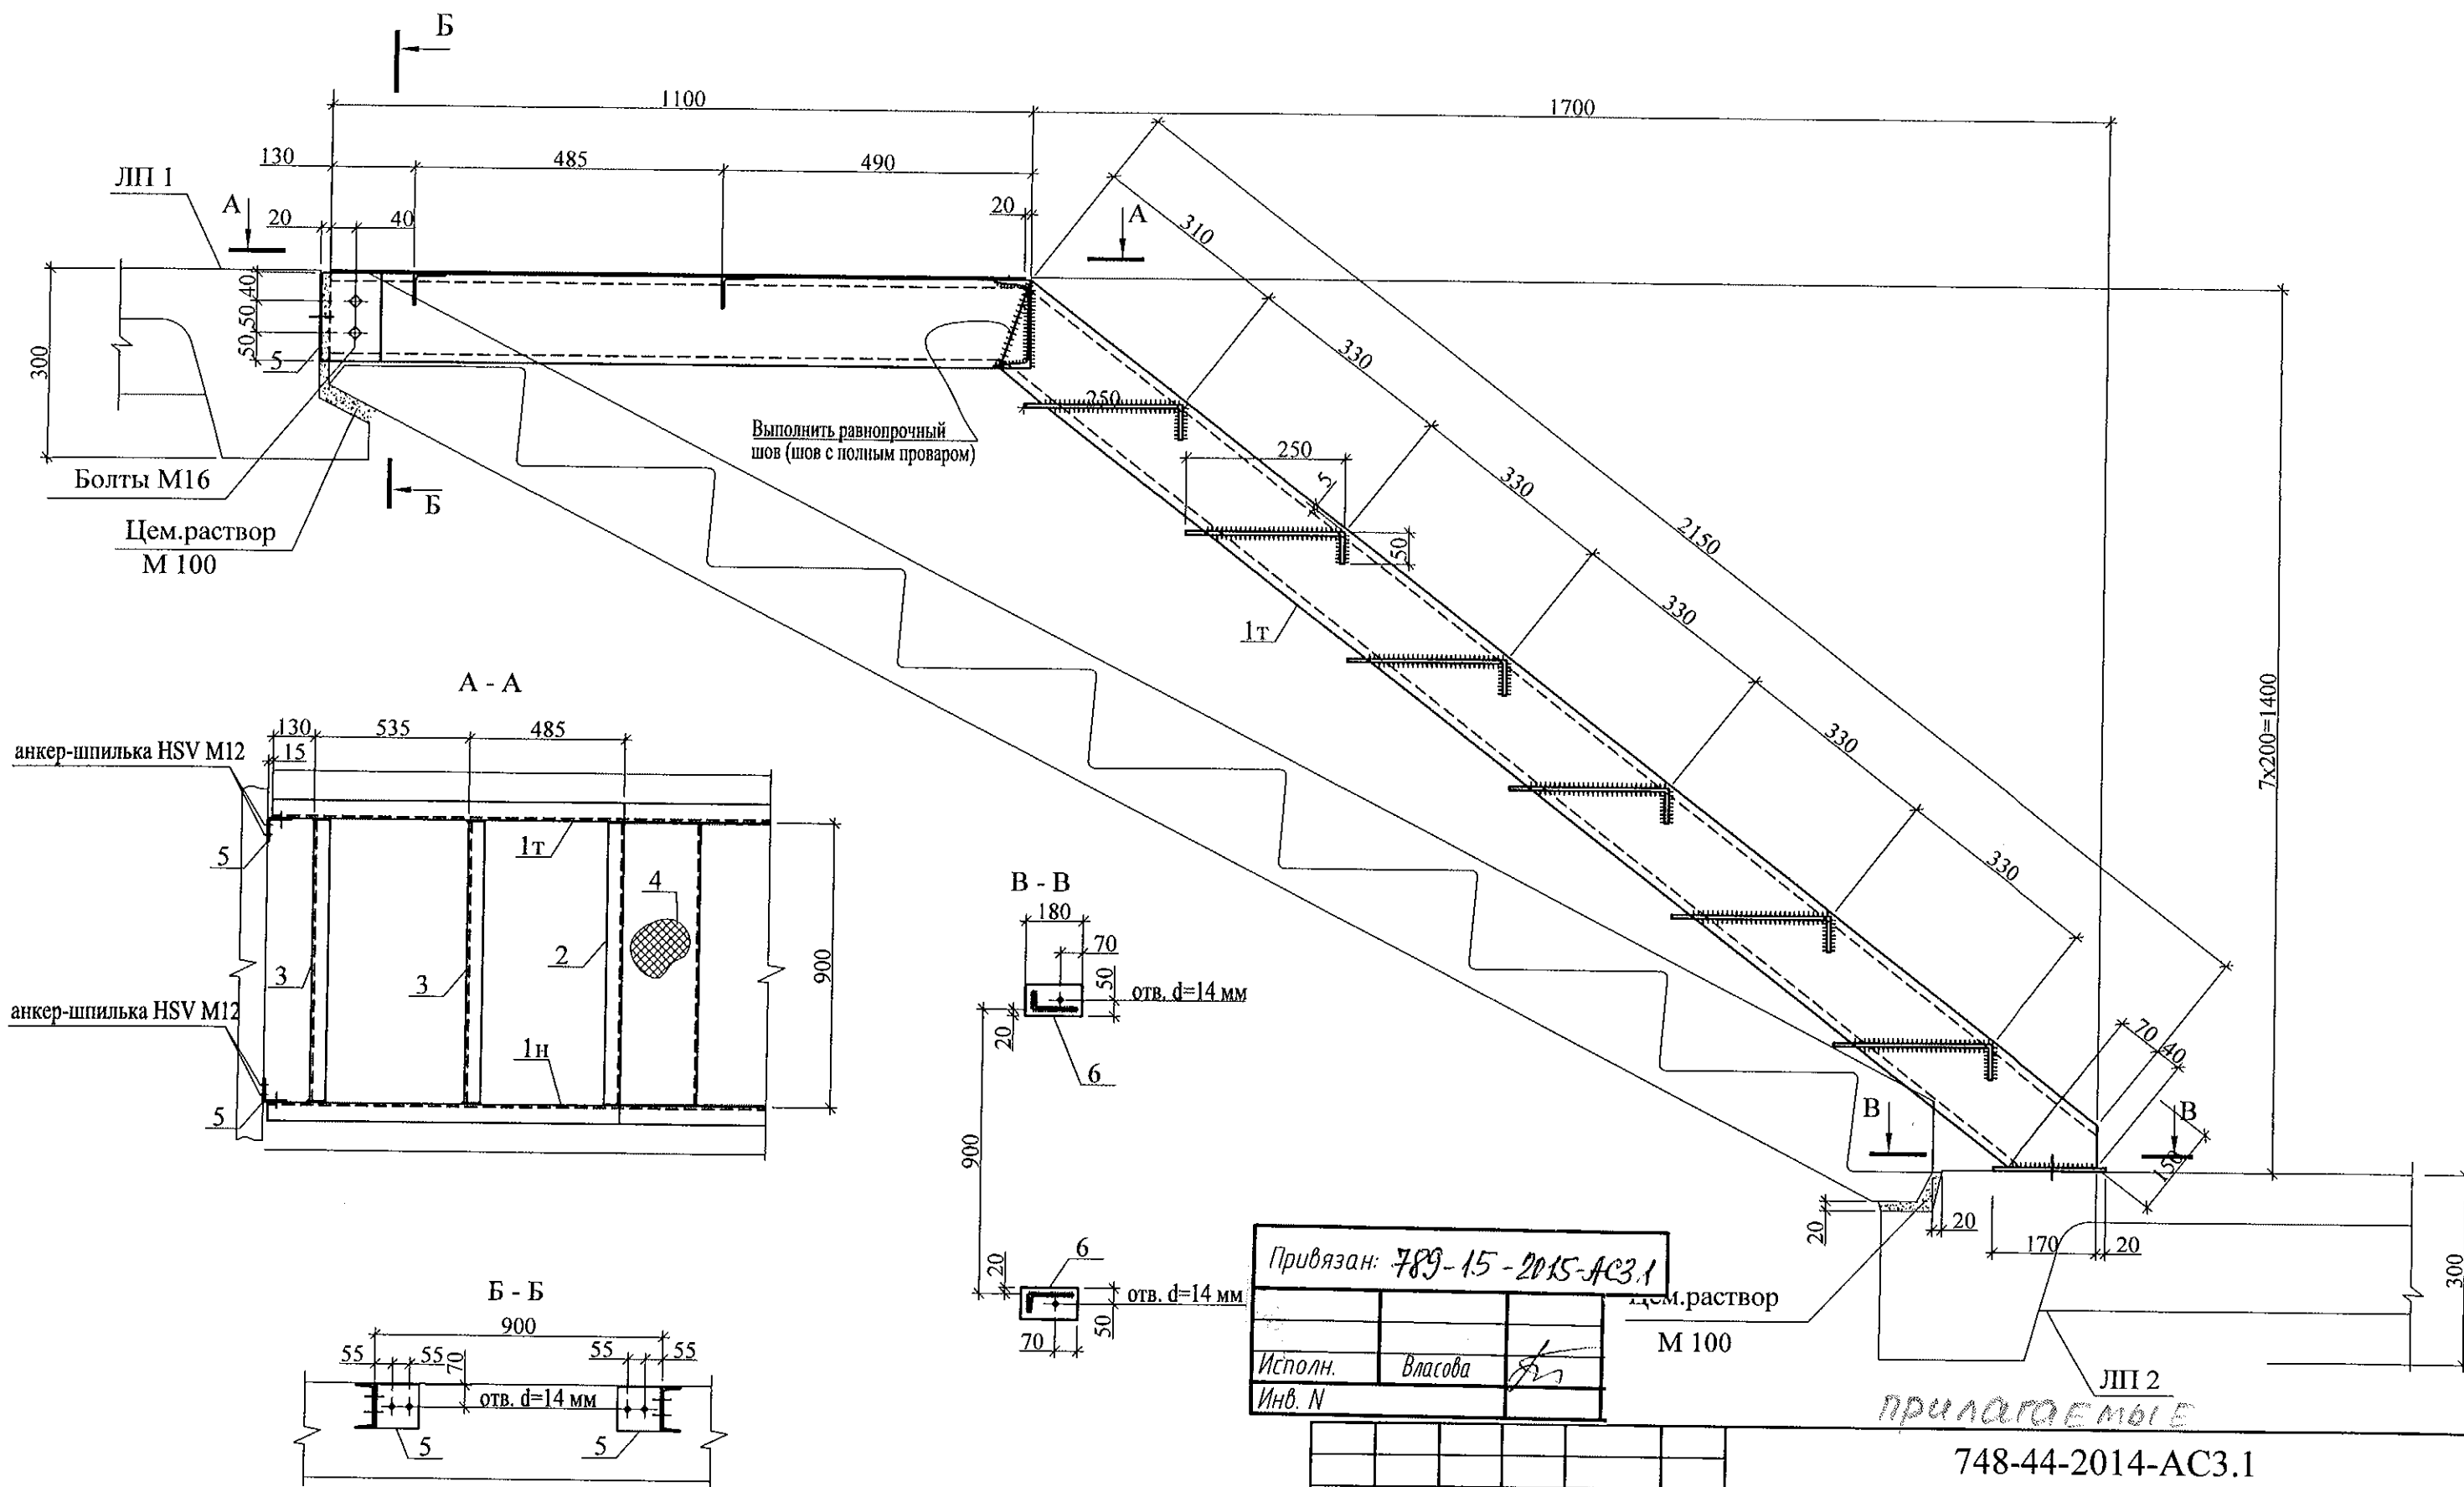 Б
1100
1700
130
485
490
ЛП 1
А
20
40
20
А
310
40
50
50
300
5
330
250
Выполнить равнопрочный
шов (шов с полным проваром)
250
5
330
2150
Болты М16
Б
Цем.раствор
М 100
50
330
1т
7х200=1400
А - А
130
535
485
15
анкер-шпилька HSV М12
330
5
1т
4
В - В
180
70
50
330
900
2
3
3
отв. d=14 мм
анкер-шпилька HSV М12
20
1н
6
70
40
5
В
В
150
900
20
20
170
20
300
6
20
Привязан: 789-15-2015-АС3.1
отв. d=14 мм
Б - Б
900
50
70
Цем.раствор
М 100
55
55
70
55
55
Исполн.
Власова
отв. d=14 мм
Инв. N
ЛП 2
5
5
прилагаемые
748-44-2014-АС3.1